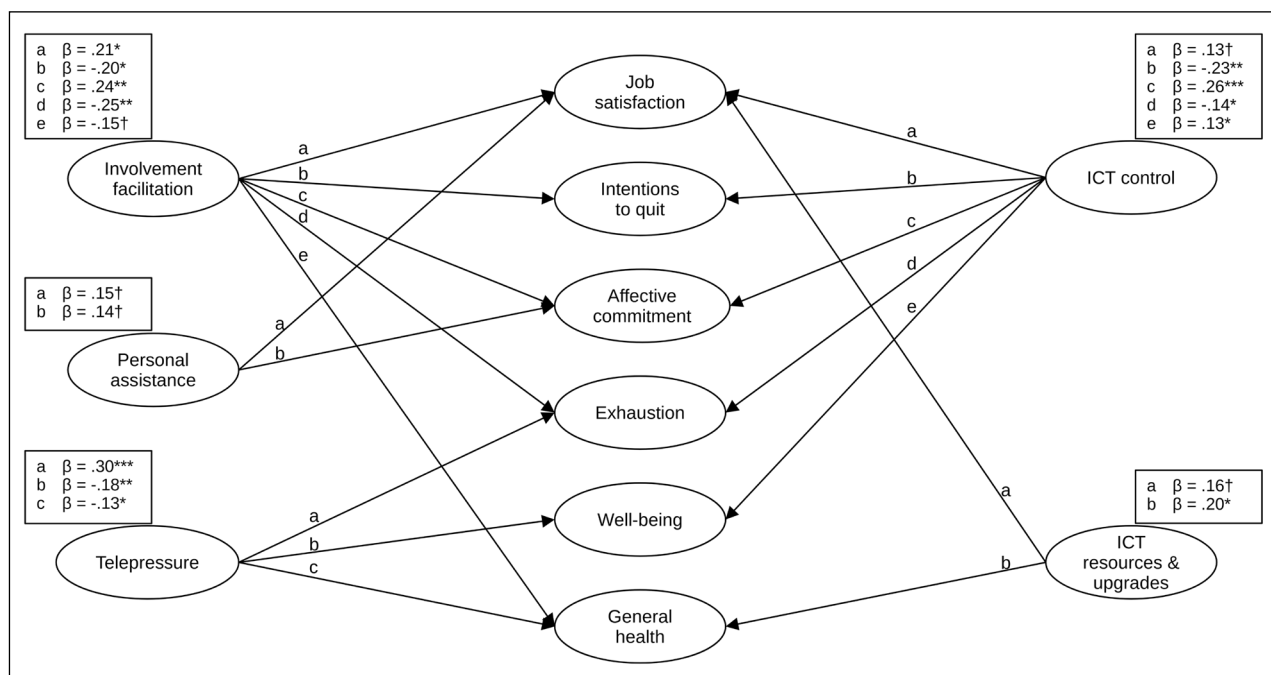 a β = .21*
b β = -.20*
c β = .24**
d β = -.25**
e β = -.15†
Involvement
facilitation
a β = .15†
b β = .14†
Personal
assistance
a β = .30***
b β = -.18**
c β = -.13*
Telepressure
a
b
c
d
e
a
b
a
b
c
Job
satisfaction
Intentions
to quit
Affective
commitment
Exhaustion
Well-being
General
health
a
b
c
d
e
a
b
a β = .13†
b β = -.23**
c β = .26***
d β = -.14*
e β = .13*
ICT control
a β = .16†
b β = .20*
ICT
resources &
upgrades